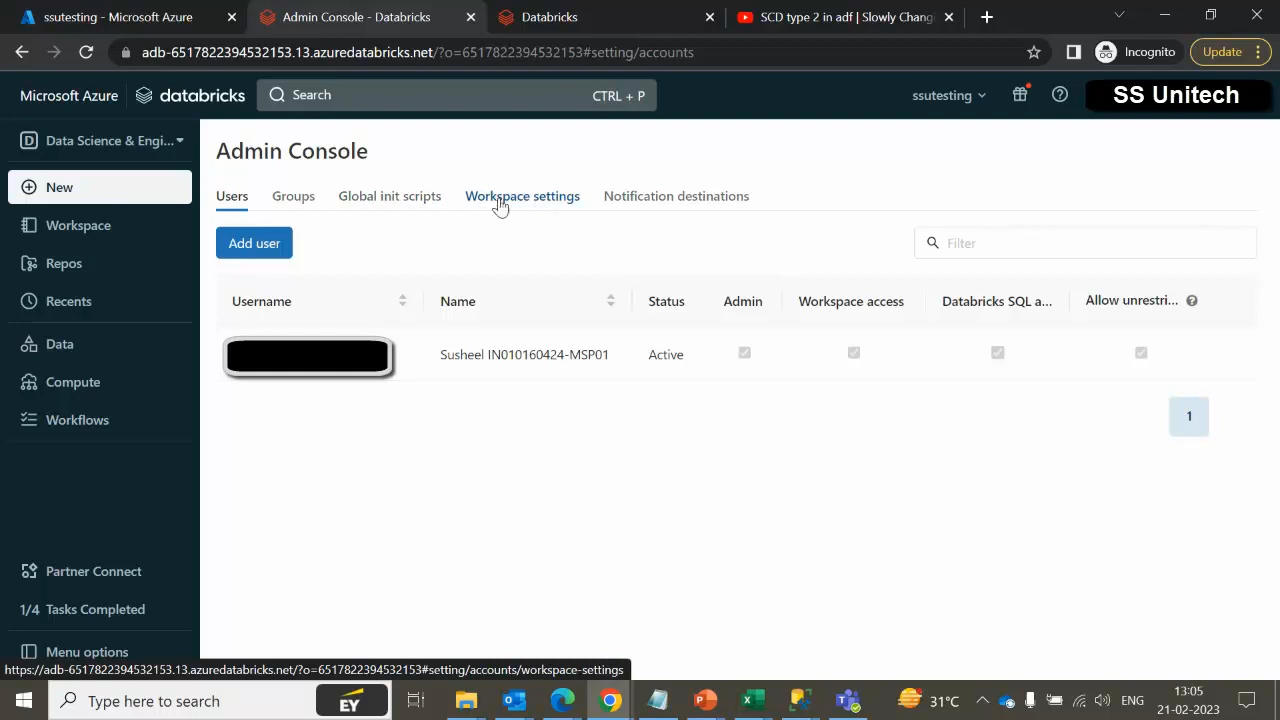 ssutesting - Microsoft Azure
Admin Console - Databricks
Databricks
SCD type 2 in adf | Slowly Chang
adb-6517822394532153.13.azuredatabricks.net/?o=6517822394532153#setting/accounts
Incognito
Update
Microsoft Azure
databricks
Search
CTRL + P
ssutesting
SS Unitech
D
Data Science & Engi...
New
Workspace
Repos
Recents
Data
Compute
Workflows
Partner Connect
1/4 Tasks Completed
Menu options
Admin Console
Users
Groups
Global init scripts
Workspace settings
Notification destinations
Add user
Filter
Username
Name
Status
Admin
Workspace access
Databricks SQL a...
Allow unrestri...
Susheel IN010160424-MSP01
Active
1
https://adb-6517822394532153.13.azuredatabricks.net/?o=6517822394532153#setting/accounts/workspace-settings
Type here to search
EY
31°C
ENG
13:05
21-02-2023